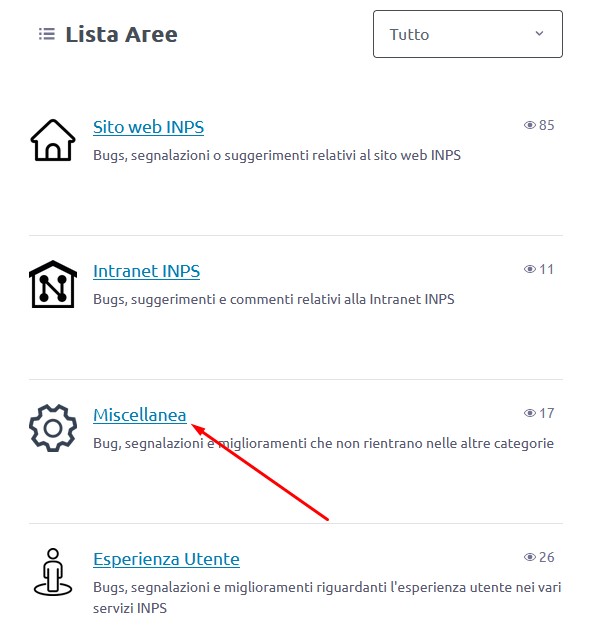 Lista Aree
Tutto
Sito web INPS
85
Bugs, segnalazioni o suggerimenti relativi al sito web INPS
Intranet INPS
11
Bugs, suggerimenti e commenti relativi alla Intranet INPS
Miscellanea
17
Bug, segnalazioni e miglioramenti che non rientrano nelle altre categorie
Esperienza Utente
26
Bugs, segnalazioni e miglioramenti riguardanti l'esperienza utente nei vari
servizi INPS